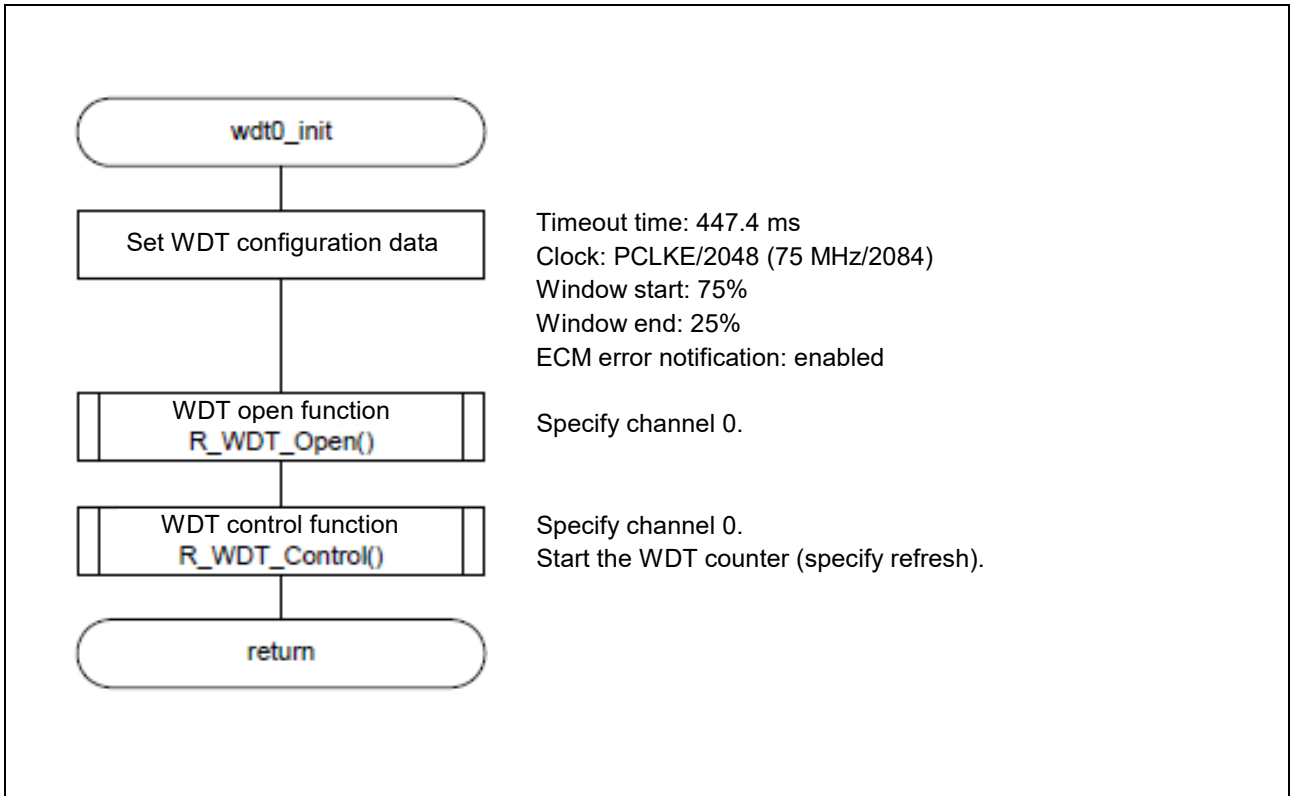 wdt0_init
Set WDT configuration data
Timeout time: 447.4 ms
Clock: PCLKE/2048 (75 MHz/2084)
Window start: 75%
Window end: 25%
ECM error notification: enabled
WDT open function
R_WDT_Open()
Specify channel 0.
WDT control function
R_WDT_Control()
Specify channel 0.
Start the WDT counter (specify refresh).
return